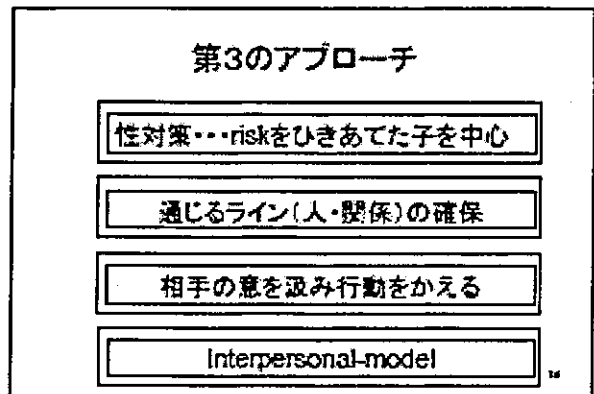 第3のアプローチ
性対策・・・riskをひきあてた子を中心
通じるライン(人・関係)の確保
相手の意を汲み行動をかえる
Interpersonal-model